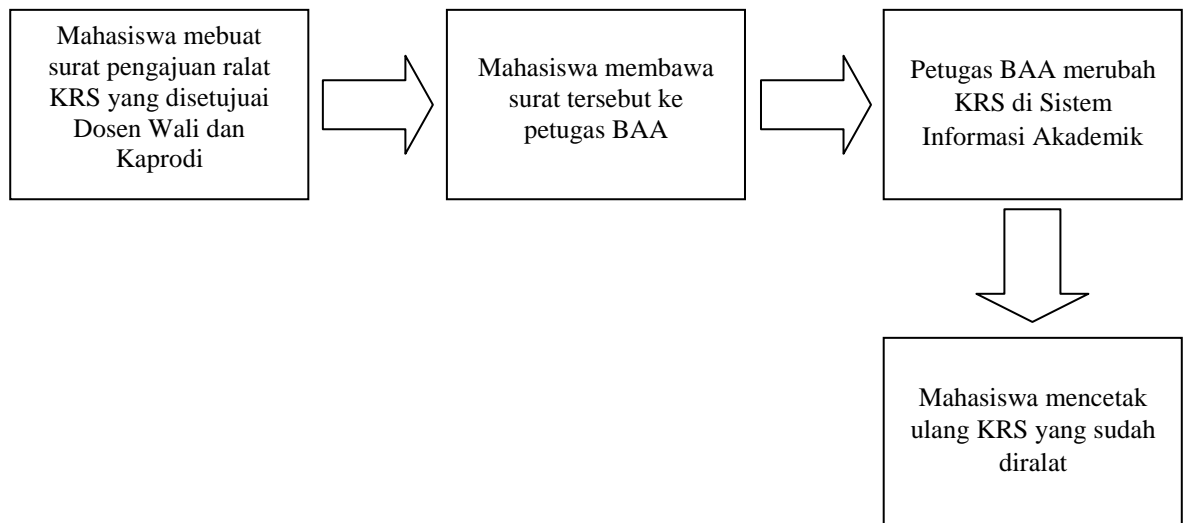 Mahasiswa mebuat
surat pengajuan ralat
KRS yang disetujuai
Dosen Wali dan
Kaprodi
Mahasiswa membawa
surat tersebut ke
petugas BAA
Petugas BAA merubah
KRS di Sistem
Informasi Akademik
Mahasiswa mencetak
ulang KRS yang sudah
diralat